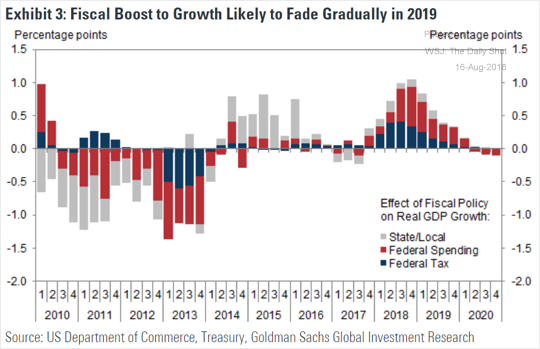 Exhibit 3: Fiscal Boost to Growth Likely to Fade Gradually in 2019
Percentage points Percentage points
WSJ: The Daily Shot
16-Aug-2018
1.5 1.5
1.0 1.0
0.5 0.5
0.0 0.0
-0.5 -0.5
-1.0 -1.0
-1.5 -1.5
-2.0 -2.0
Effect of Fiscal Policy
on Real GDP Growth:
State/Local
Federal Spending
Federal Tax
1 2 3 4 1 2 3 4 1 2 3 4 1 2 3 4 1 2 3 4 1 2 3 4 1 2 3 4 1 2 3 4 1 2 3 4 1 2 3 4 1 2 3 4
2010 2011 2012 2013 2014 2015 2016 2017 2018 2019 2020
Source: US Department of Commerce, Treasury, Goldman Sachs Global Investment Research